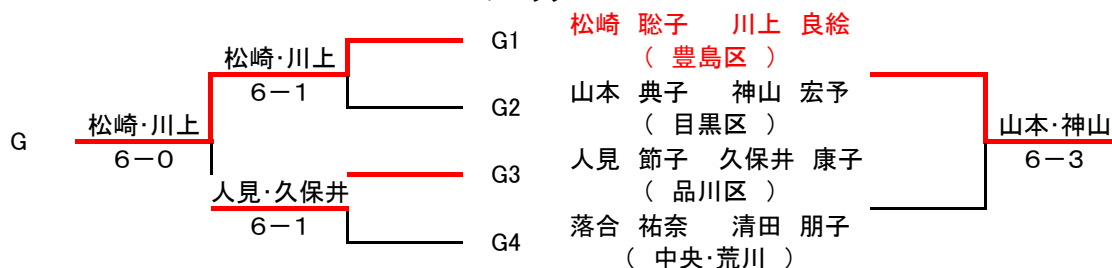 G1 松崎 聡子 川上 良絵
( 豊島区 )
G2 山本 典子 神山 宏予
( 目黒区 )
G3 人見 節子 久保井 康子
( 品川区 )
G4 落合 祐奈 清田 朋子
( 中央・荒川 )
松崎・川上
6-1
人見・久保井
6-1
G
松崎・川上
6-0
山本・神山
6-3